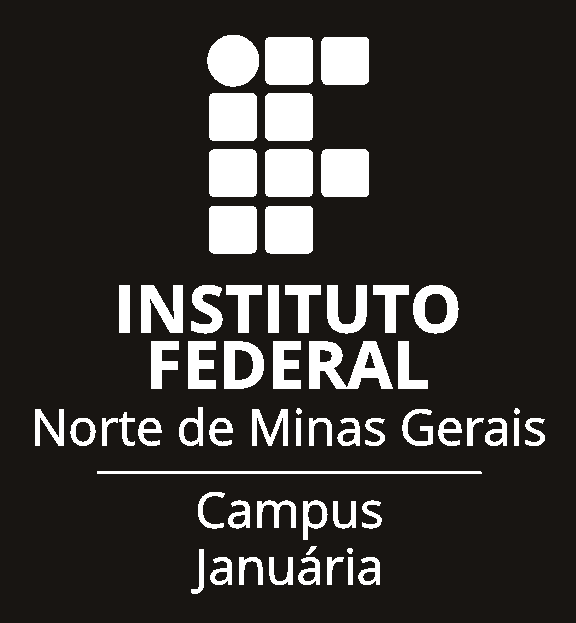 INSTITUTO
FEDERAL
Norte de Minas Gerais
Campus
Januária